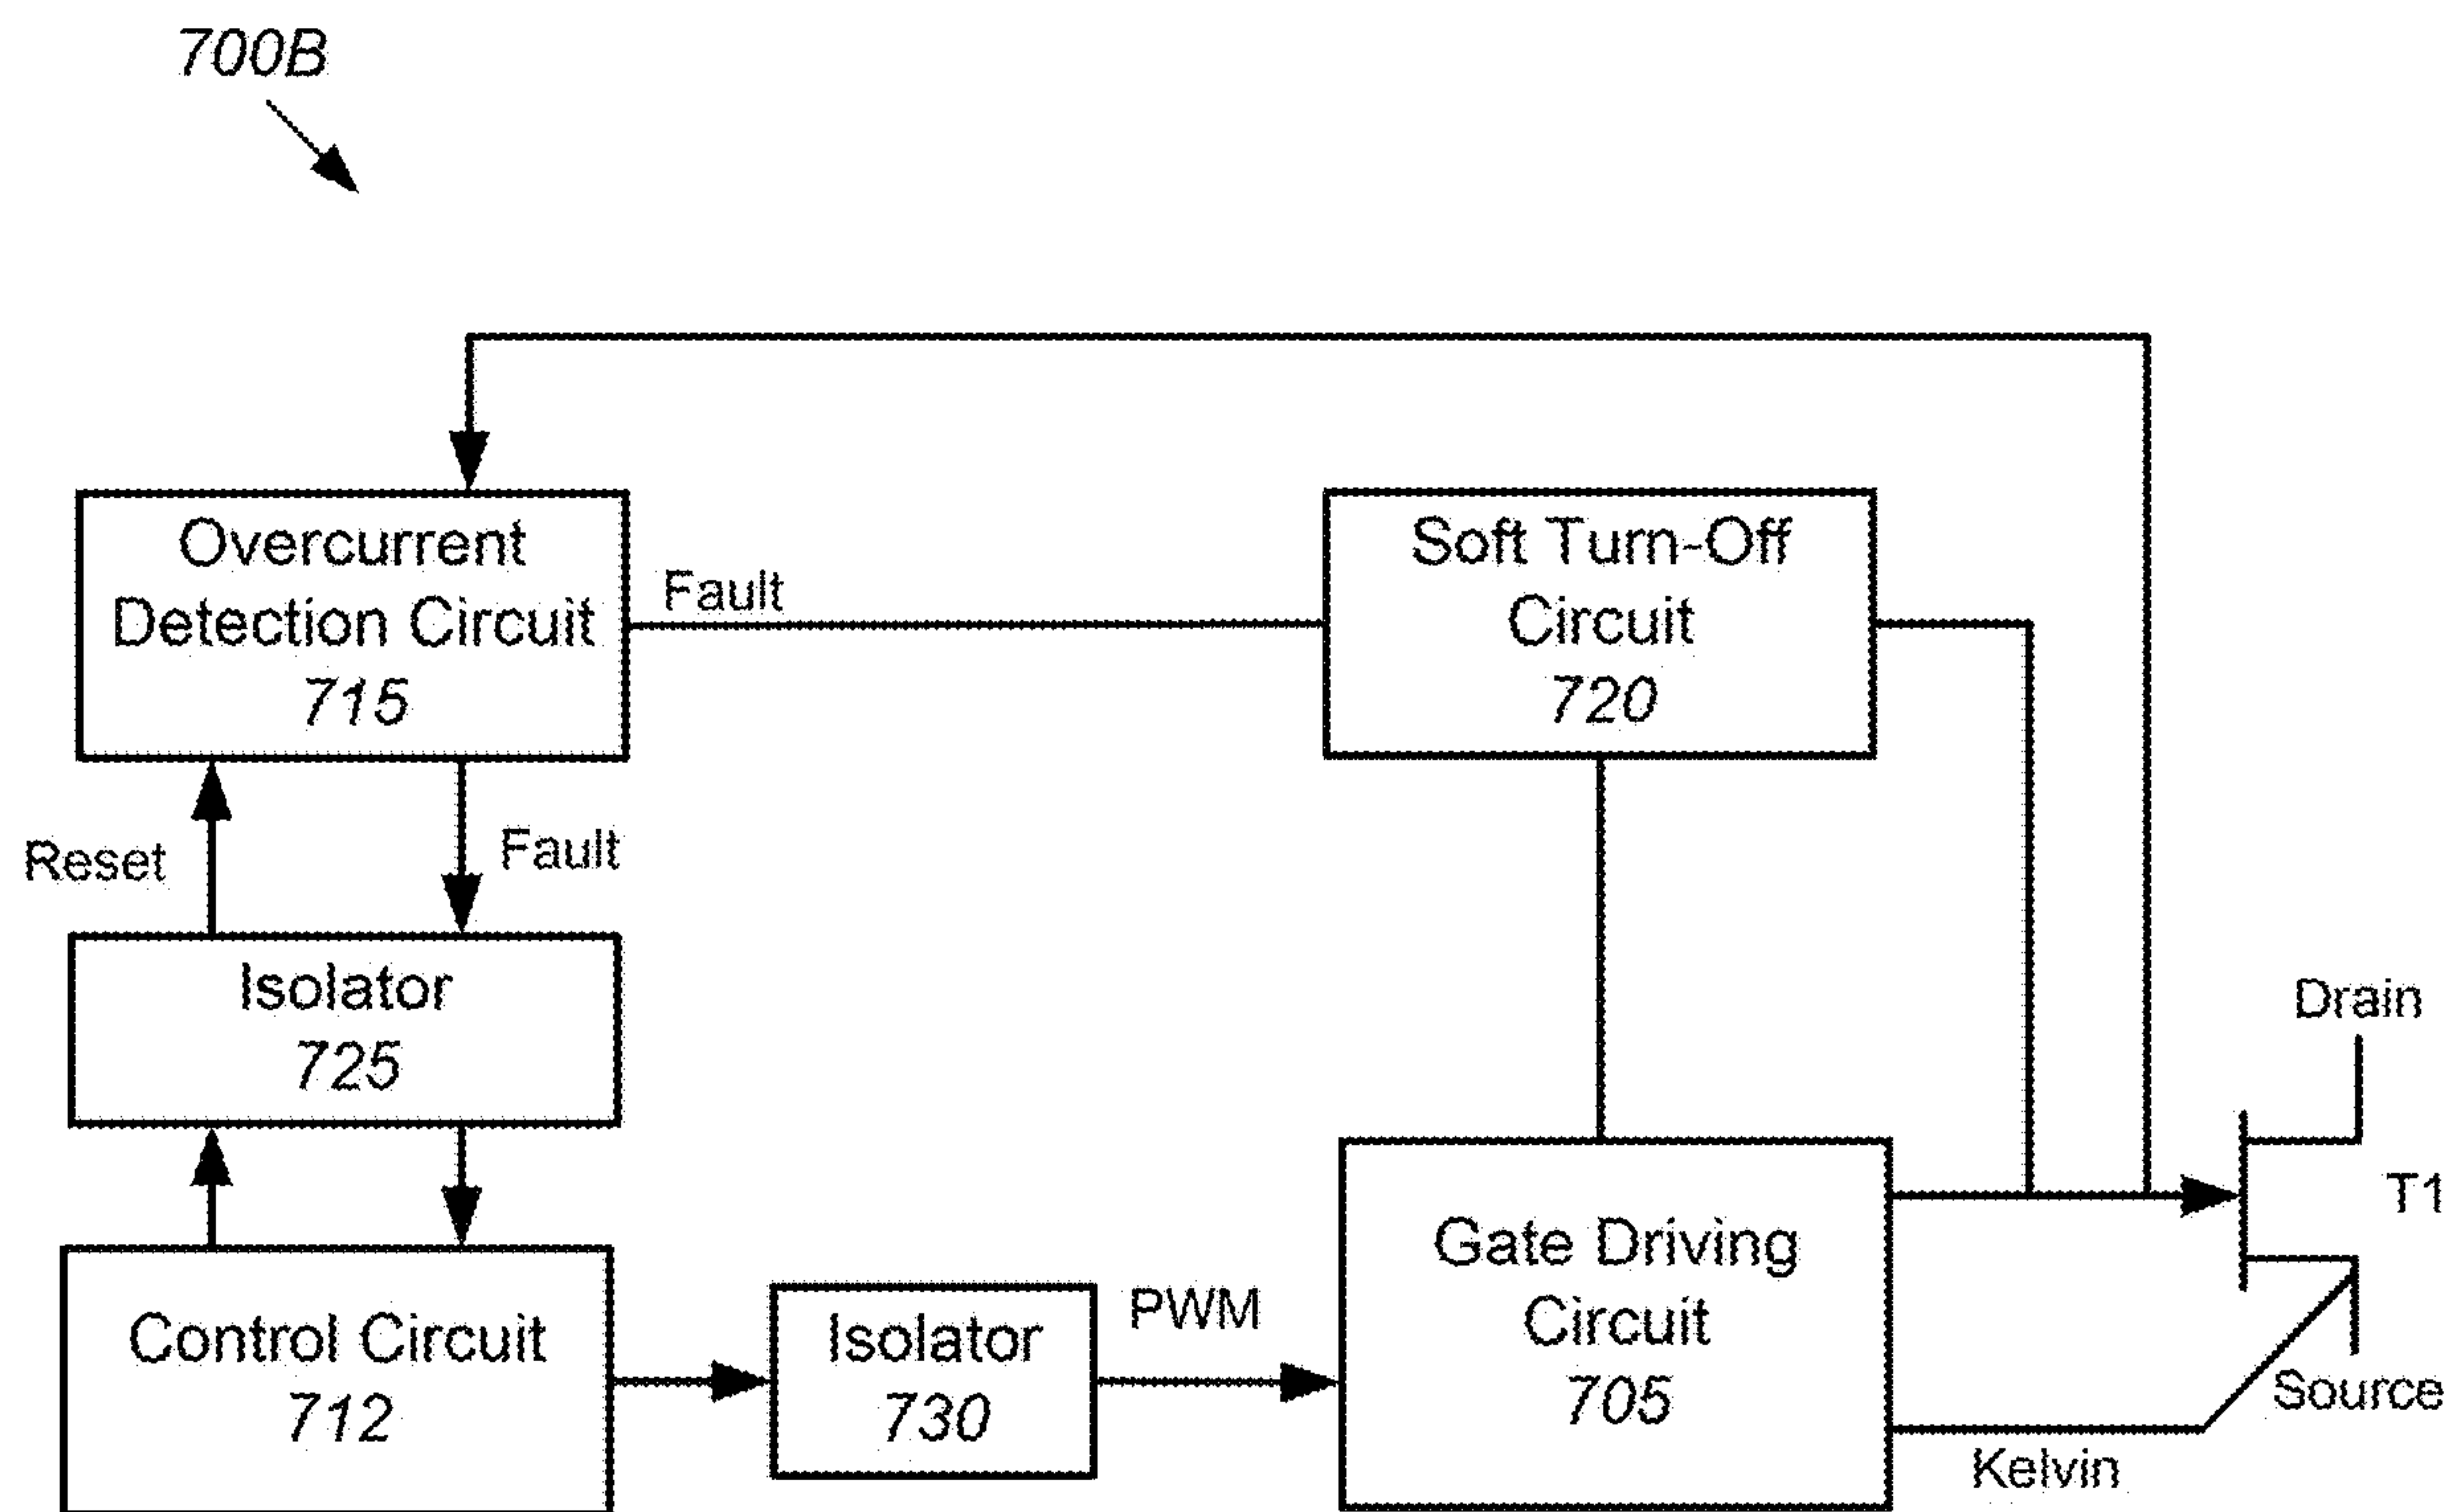 700B
Overcurrent
Detection Circuit
715
Fault
Soft Turn-Off
Circuit
720
Reset
Fault
Isolator
725
Drain
T1
Control Circuit
712
Isolator
730
PWM
Gate Driving
Circuit
705
Source
Kelvin